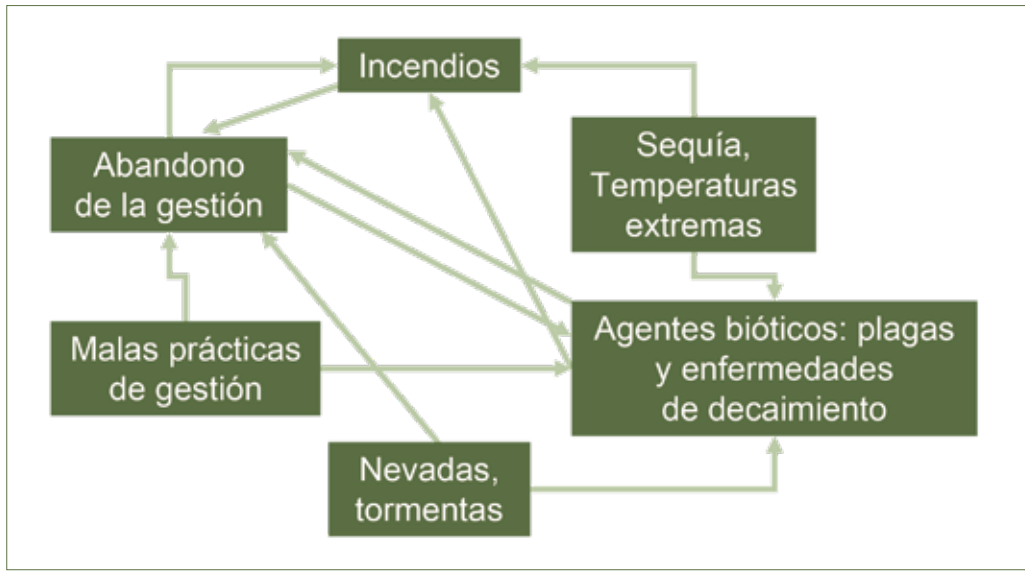 Incendios
Abandono
de la gestión
Sequía,
Temperaturas
extremas
Malas prácticas
de gestión
Agentes bióticos: plagas
y enfermedades
de decaimiento
Nevadas,
tormentas